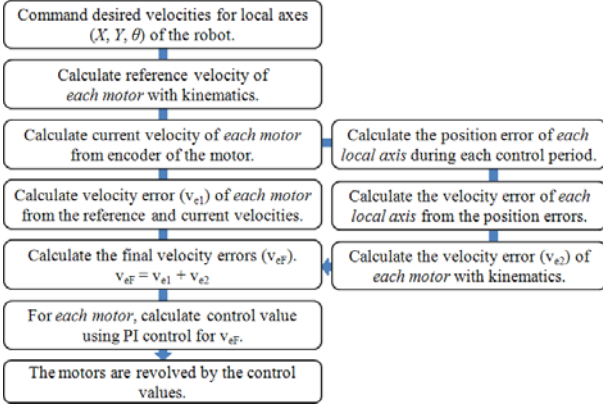 Command desired velocities for local axes
(X, Y, θ) of the robot.
Calculate reference velocity of
each motor with kinematics.
Calculate current velocity of each motor
from encoder of the motor.
Calculate the position error of each
local axis during each control period.
Calculate velocity error (ve1) of each motor
from the reference and current velocities.
Calculate the velocity error of each
local axis from the position errors.
Calculate the final velocity errors (veF).
veF = ve1 + ve2
Calculate the velocity error (ve2) of
each motor with kinematics.
For each motor, calculate control value
using PI control for veF.
The motors are revolved by the control
values.